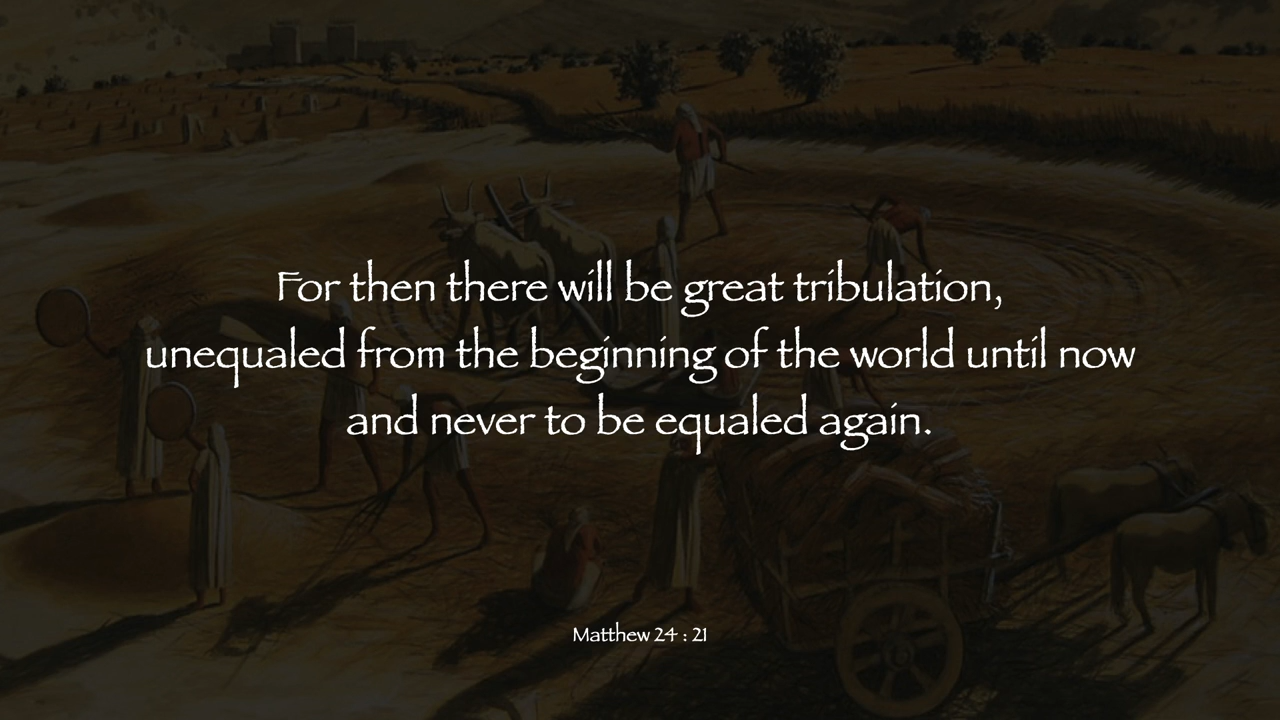 For then there will be great tribulation,
unequaled from the beginning of the world until now
and never to be equaled again.
Matthew 24 : 21